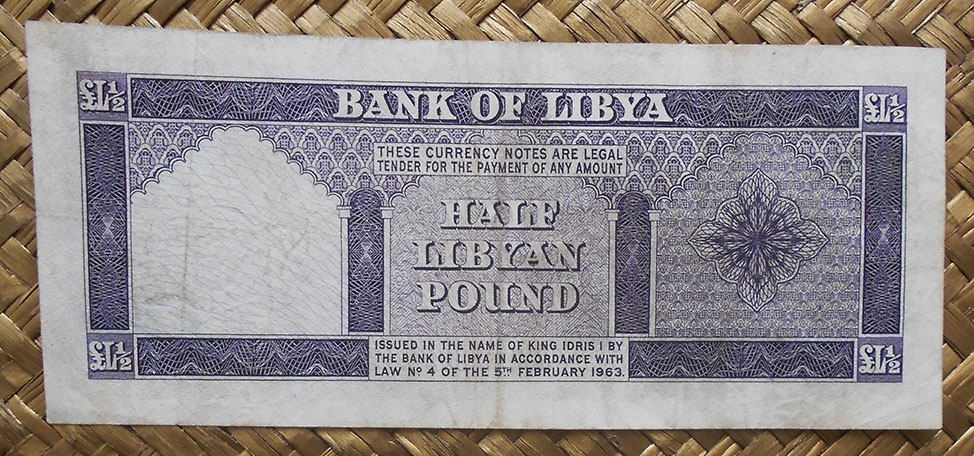 £L½ BANK OF LIBYA £L½
THESE CURRENCY NOTES ARE LEGAL
TENDER FOR THE PAYMENT OF ANY AMOUNT
HALF
LIBYAN
POUND
£L½ £L½
ISSUED IN THE NAME OF KING IDRIS I BY
THE BANK OF LIBYA IN ACCORDANCE WITH
LAW Nº 4 OF THE 5TH FEBRUARY 1963.